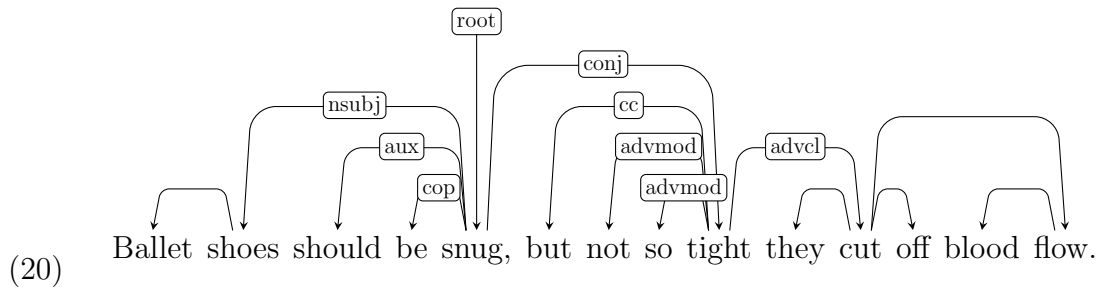 root
conj
nsubj
cc
aux
advmod
advcl
cop
advmod
Ballet shoes should be snug, but not so tight they cut off blood flow.
(20)